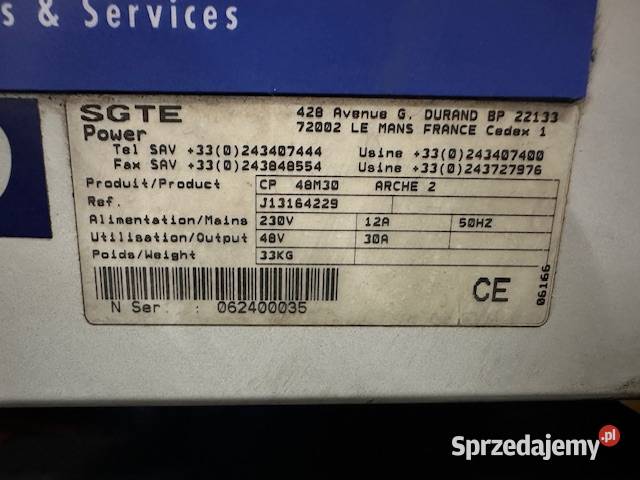 s & Services
SGTE
Power
428 Avenue G. DURAND BP 22133
72002 LE MANS FRANCE Cedex 1
Tel SAV +33(0)243407444 Usine +33(0)243407400
Fax SAV +33(0)243848554 Usine +33(0)243727976
Produit/Product CP 48M30 ARCHE 2
Ref. J13164229
Alimentation/Mains 230V 12A 50HZ
Utilisation/Output 48V 30A
Poids/Weight 33KG
CE
06166
N Ser : 062400035
Sprzedajemy.pl